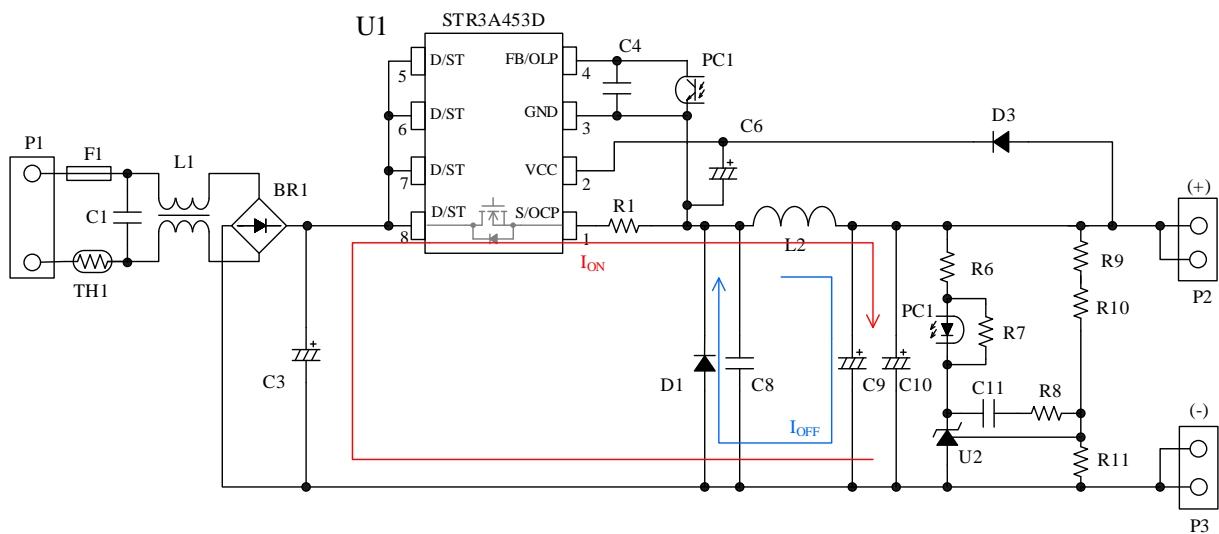 U1
STR3A453D
D/ST
5
D/ST
6
D/ST
7
D/ST
8
FB/OLP
4
GND
3
VCC
2
S/OCP
1
C4
PC1
C6
D3
P1
F1
C1
TH1
L1
BR1
C3
R1
I_ON
L2
D1
C8
I_OFF
C9
C10
R6
PC1
R7
C11
R8
U2
R9
R10
R11
(+)
P2
(-)
P3
+
+
+
+